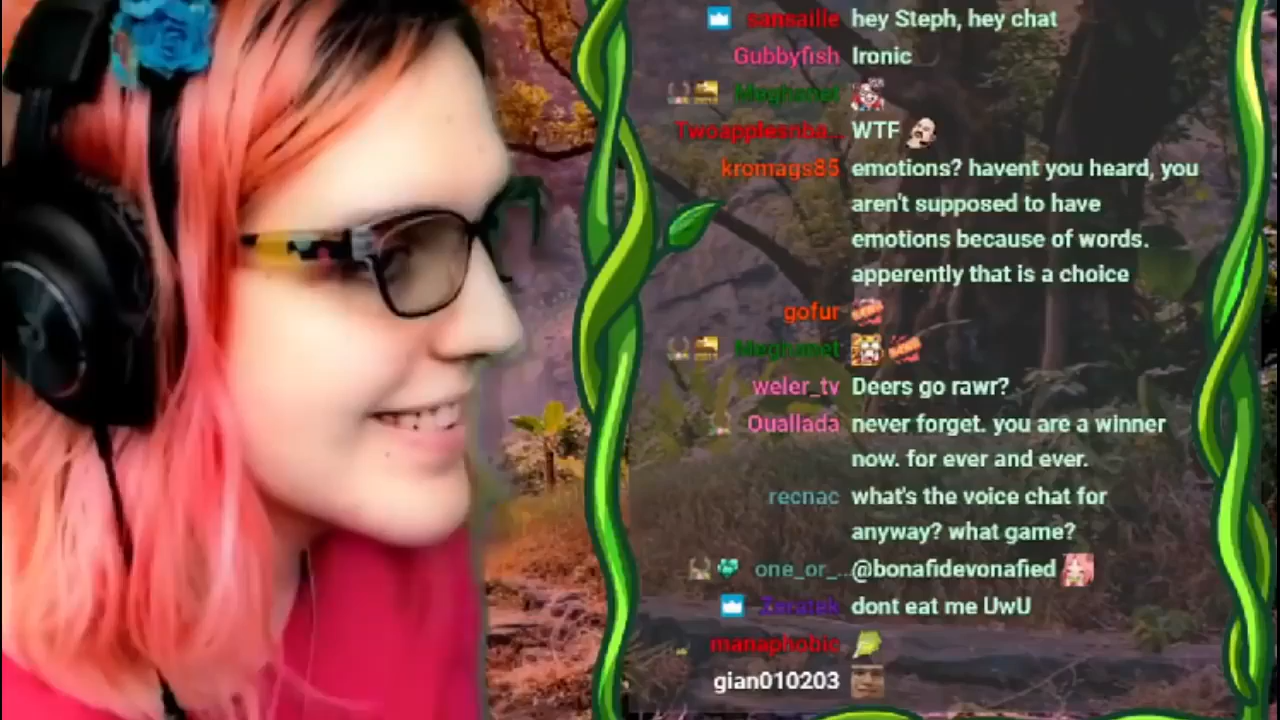 sansaille hey Steph, hey chat
Gubbyfish Ironic
Meghanet
Twoapplesnba... WTF
kromags85 emotions? havent you heard, you
aren't supposed to have
emotions because of words.
apperently that is a choice
gofur
Meghanet
weler_tv Deers go rawr?
Ouallada never forget. you are a winner
now. for ever and ever.
recnac what's the voice chat for
anyway? what game?
one_or_... @bonafidevonafied
Zeratek dont eat me UwU
manaphobic
gian010203